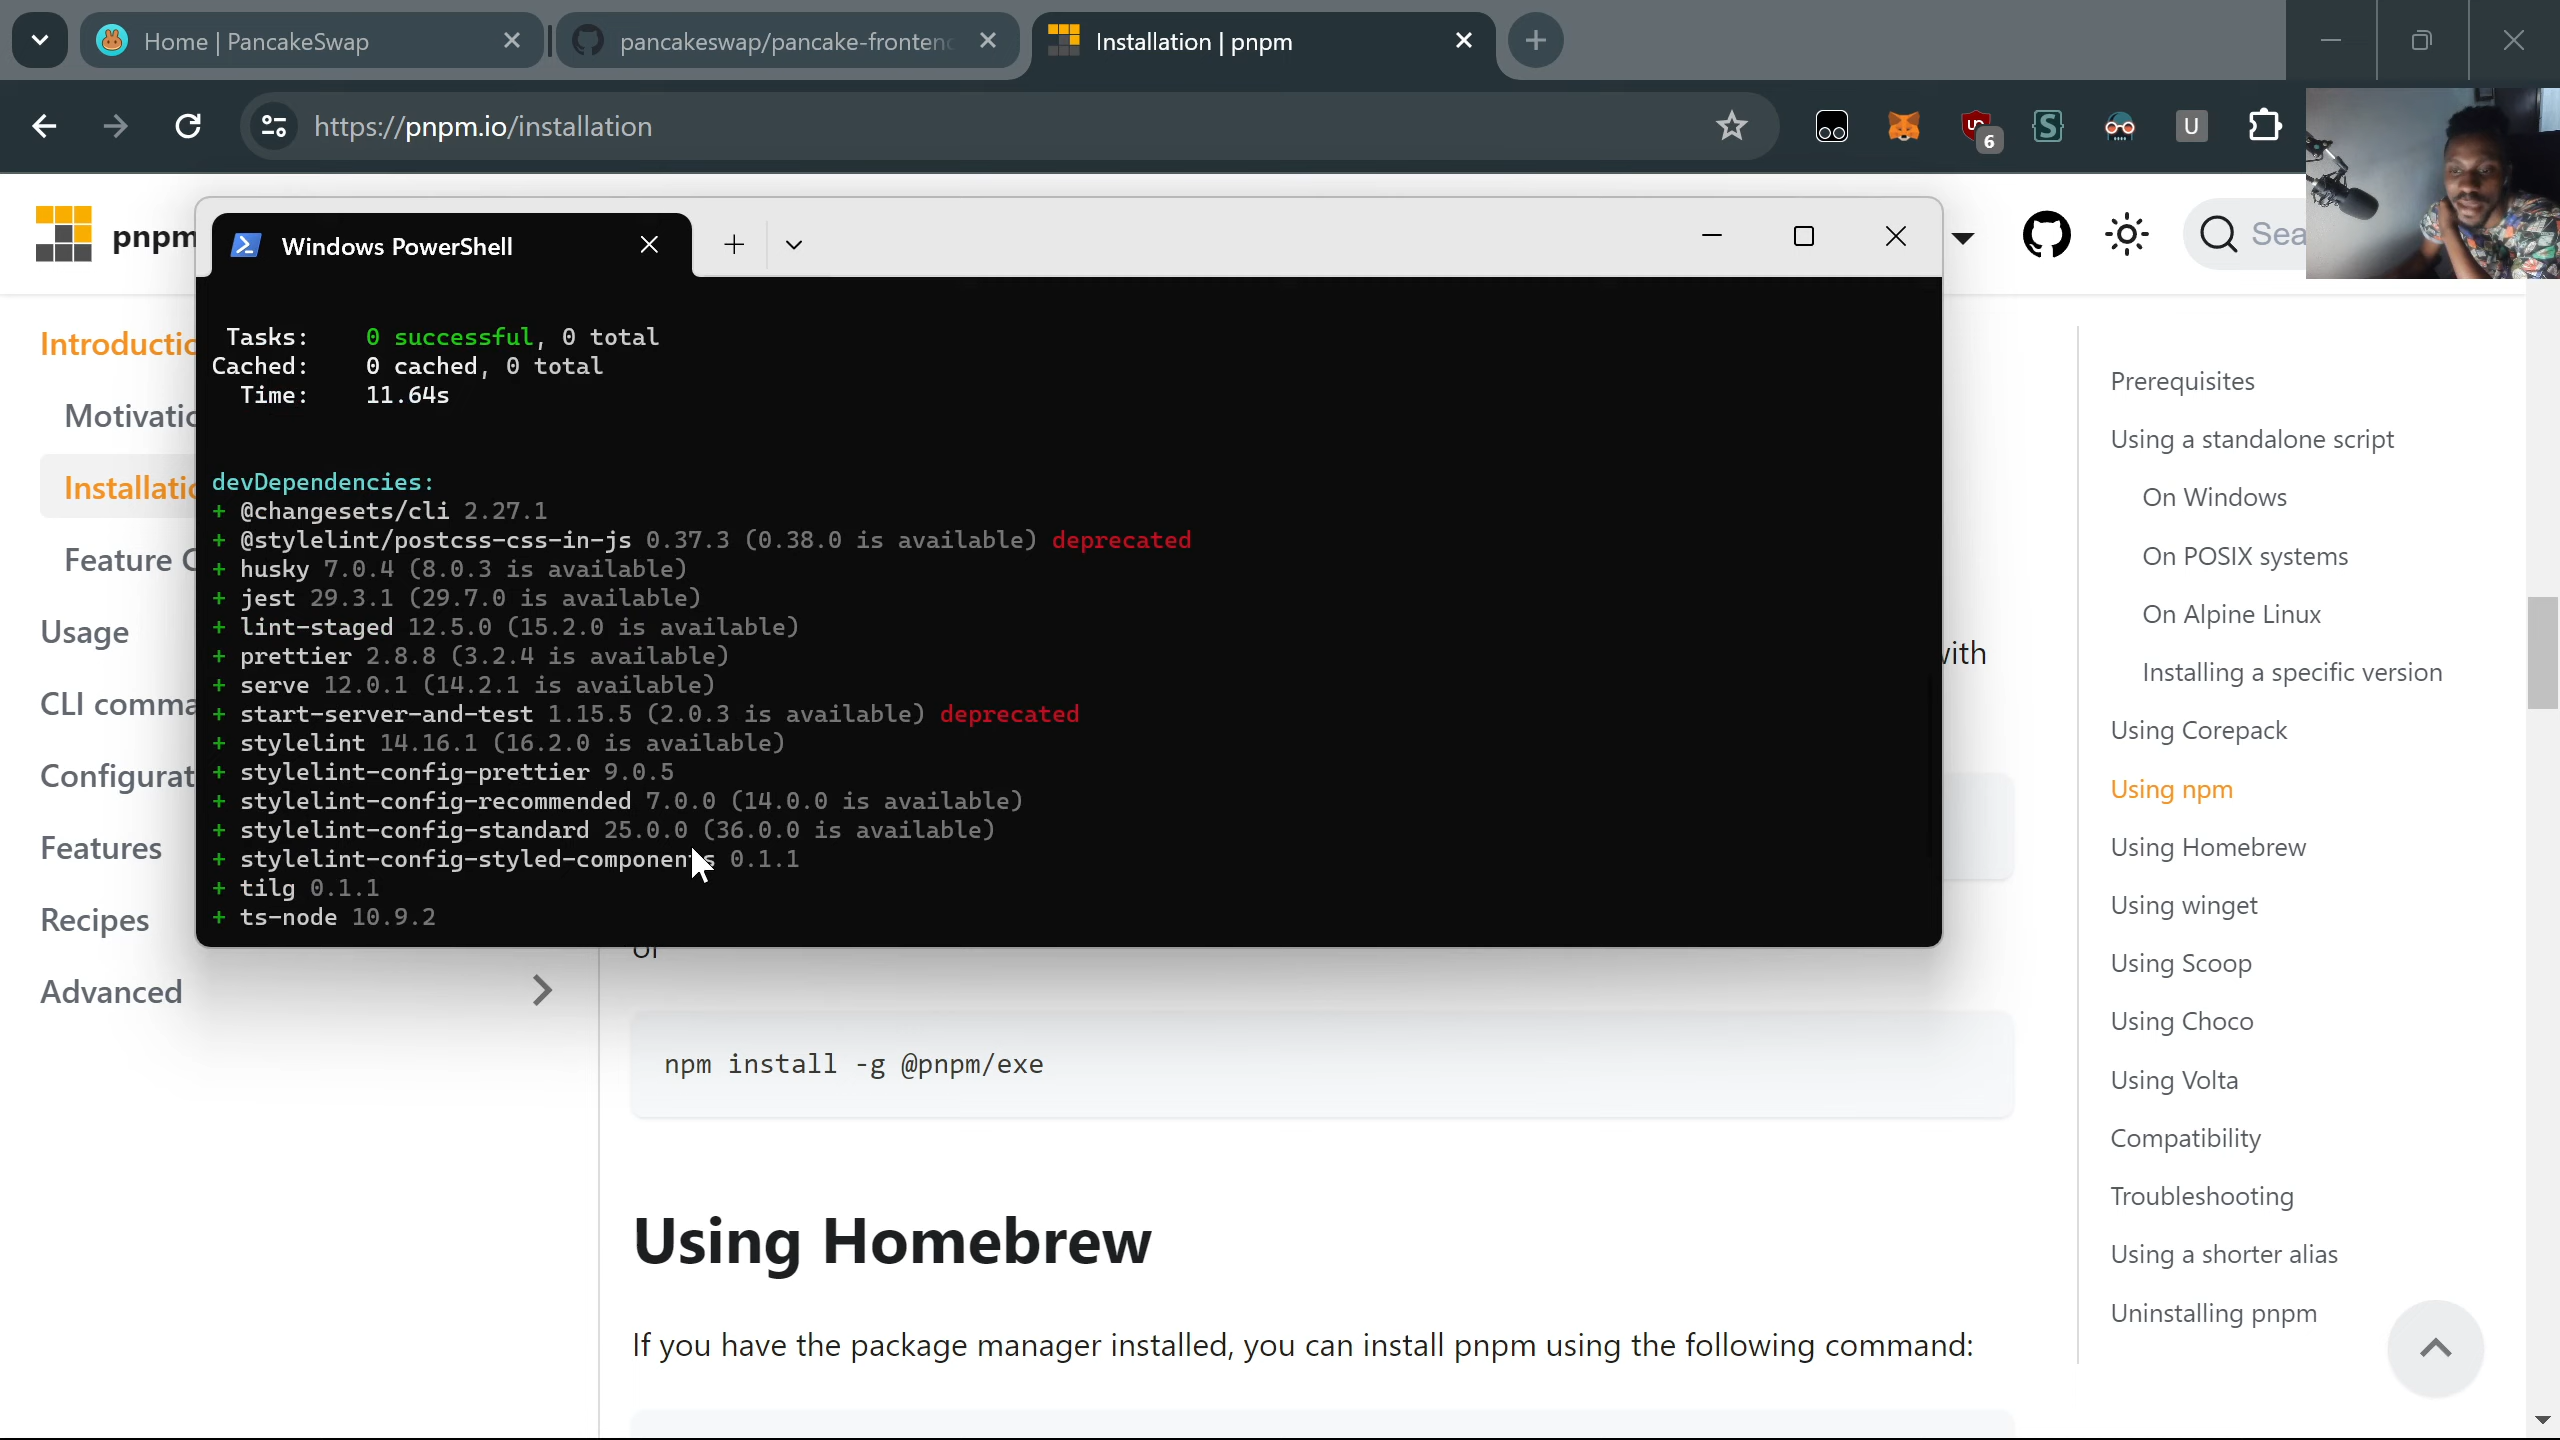 Home | PancakeSwap
pancakeswap/pancake-frontend
Installation | pnpm
https://pnpm.io/installation
6
U
pnpm
Sea
Windows PowerShell
Introductio
Motivatio
Installatio
Feature C
Usage
CLI comma
Configurat
Features
Recipes
Advanced
Tasks: 0 successful, 0 total
Cached: 0 cached, 0 total
Time: 11.64s
devDependencies:
+ @changesets/cli 2.27.1
+ @stylelint/postcss-css-in-js 0.37.3 (0.38.0 is available) deprecated
+ husky 7.0.4 (8.0.3 is available)
+ jest 29.3.1 (29.7.0 is available)
+ lint-staged 12.5.0 (15.2.0 is available)
+ prettier 2.8.8 (3.2.4 is available)
+ serve 12.0.1 (14.2.1 is available)
+ start-server-and-test 1.15.5 (2.0.3 is available) deprecated
+ stylelint 14.16.1 (16.2.0 is available)
+ stylelint-config-prettier 9.0.5
+ stylelint-config-recommended 7.0.0 (14.0.0 is available)
+ stylelint-config-standard 25.0.0 (36.0.0 is available)
+ stylelint-config-styled-components 0.1.1
+ tilg 0.1.1
+ ts-node 10.9.2
with
or
npm install -g @pnpm/exe
Using Homebrew
If you have the package manager installed, you can install pnpm using the following command:
Prerequisites
Using a standalone script
On Windows
On POSIX systems
On Alpine Linux
Installing a specific version
Using Corepack
Using npm
Using Homebrew
Using winget
Using Scoop
Using Choco
Using Volta
Compatibility
Troubleshooting
Using a shorter alias
Uninstalling pnpm